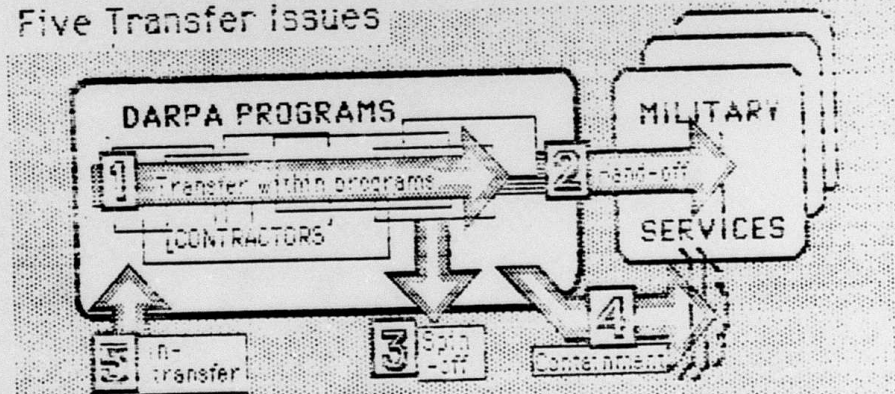 Five Transfer Issues
DARPA PROGRAMS
MILITARY
1
Transfer within programs
2
Hand-off
CONTRACTORS
SERVICES
5
In-
transfer
3
Spin
-off
4
Containment